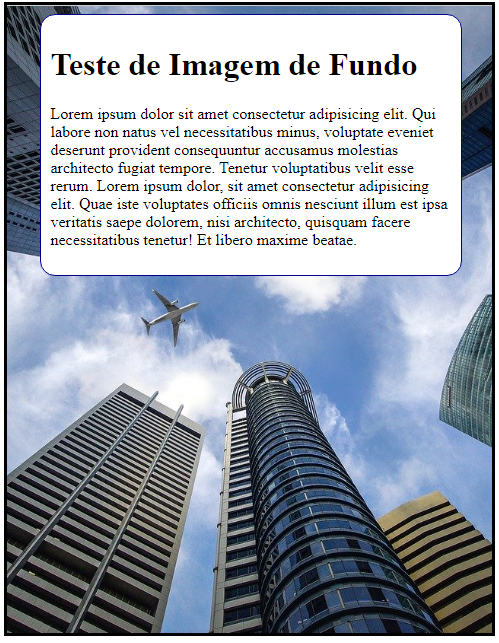 Teste de Imagem de Fundo
Lorem ipsum dolor sit amet consectetur adipisicing elit. Qui
labore non natus vel necessitatibus minus, voluptate eveniet
deserunt provident consequuntur accusamus molestias
architecto fugiat tempore. Tenetur voluptatibus velit esse
rerum. Lorem ipsum dolor, sit amet consectetur adipisicing
elit. Quae iste voluptates officiis omnis nesciunt illum est ipsa
veritatis saepe dolorem, nisi architecto, quisquam facere
necessitatibus tenetur! Et libero maxime beatae.